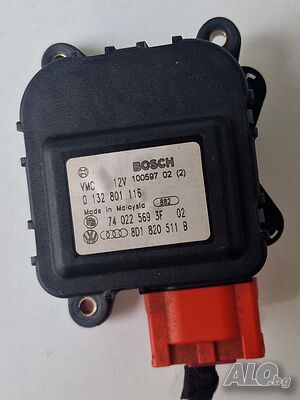 BOSCH
VMC 12V 100597 02 (2)
0 132 801 116
Made in Malaysia 882
74 022 569 3F 02
8D1 820 511 B
ALO.bg